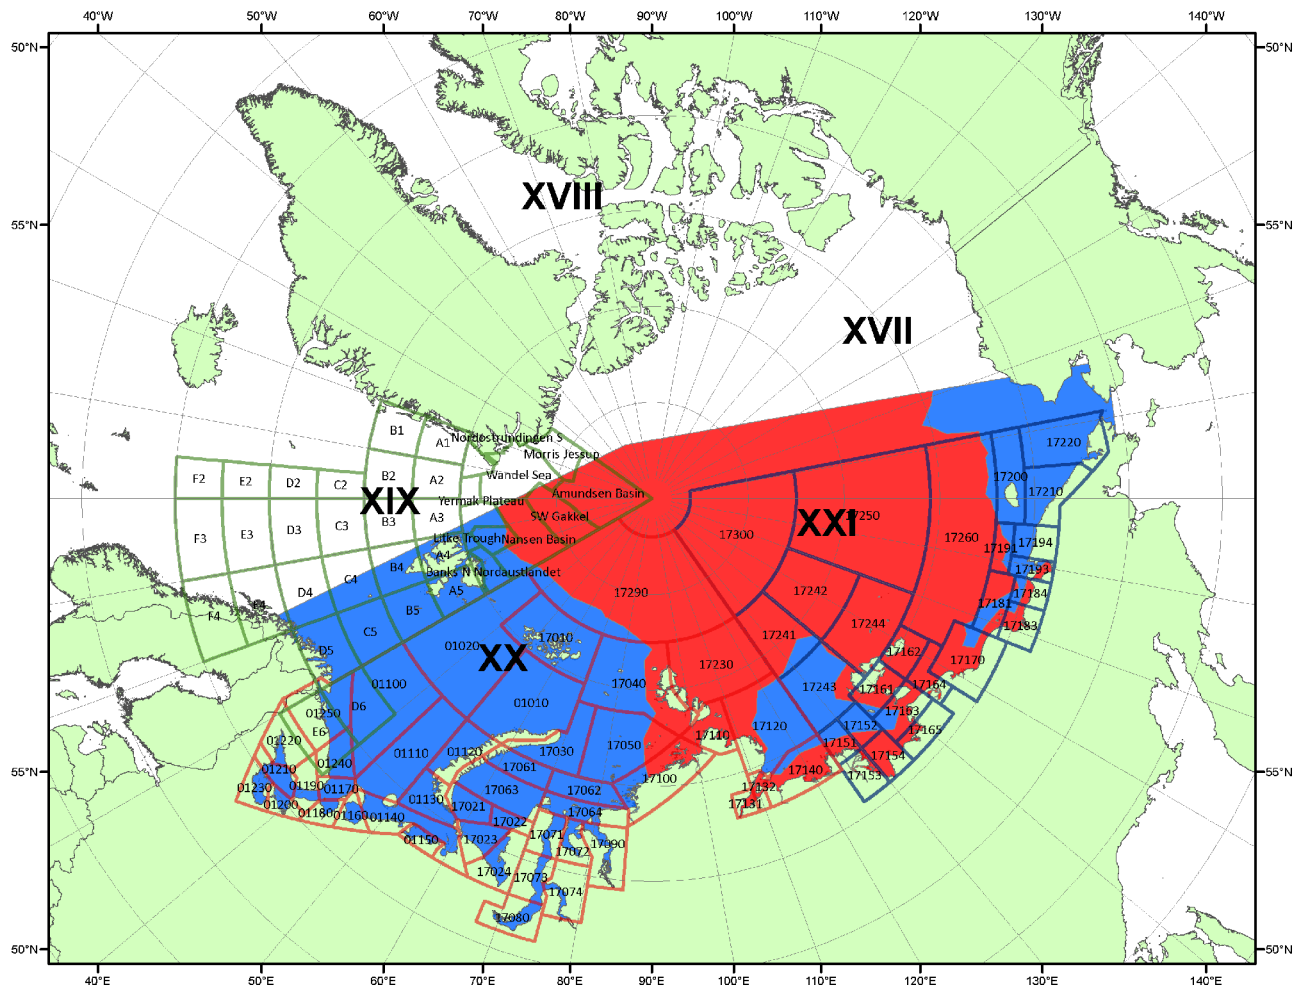 40°W 50°W 60°W 70°W 80°W 90°W 100°W 110°W 120°W 130°W 140°W
50°N 50°N
XVIII
55°N 55°N
XVII
B1 A1 Nordostrundingen S
17220
Morris Jessup
F2 E2 D2 C2 B2 A2 Wandel Sea
17200
17210
XIX Yermak Plateau Amundsen Basin
A3 B3 SW Gakkel XXI 17250
F3 E3 D3 C3
17300 17260 17191 17194
Litke Trough Nansen Basin
A4
B4 Banks N Nordaustlandet 17193
C4 A5
D4 17290 17242 17184
E4 B5 17181
F4 C5 17244 17183
17241
D5 01020 17010 17162
XX 17230 17170
01100 17040 17243 17161 17164
D6 01010 17163
01250 17120 17152 17165
E6 17110
01220 01110 01120 17030 17050 17151
01240 17061 17154
01210 17100 17140 17153
01230 01190 01170 17063 17062 17132
01200 01130 17021 17131
01180 01160 01140 17022 17064
01150 17023 17071 17090
17072
17024 17073
17074
17080
55°N 55°N
50°N 50°N
40°E 50°E 60°E 70°E 80°E 90°E 100°E 110°E 120°E 130°E 140°E